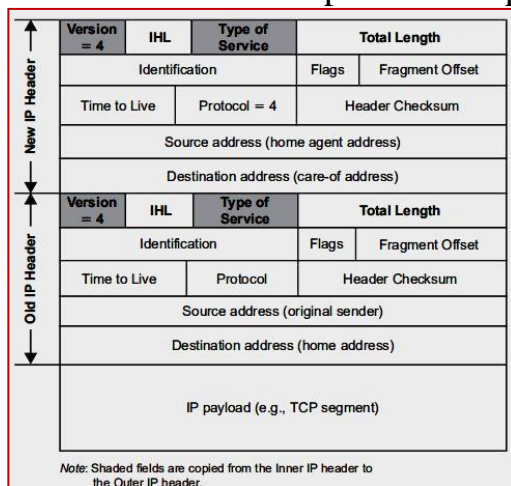 New IP Header
Version = 4 IHL Type of Service Total Length
Identification Flags Fragment Offset
Time to Live Protocol = 4 Header Checksum
Source address (home agent address)
Destination address (care-of address)
Old IP Header
Version = 4 IHL Type of Service Total Length
Identification Flags Fragment Offset
Time to Live Protocol Header Checksum
Source address (original sender)
Destination address (home address)
IP payload (e.g., TCP segment)
Note: Shaded fields are copied from the Inner IP header to
the Outer IP header.